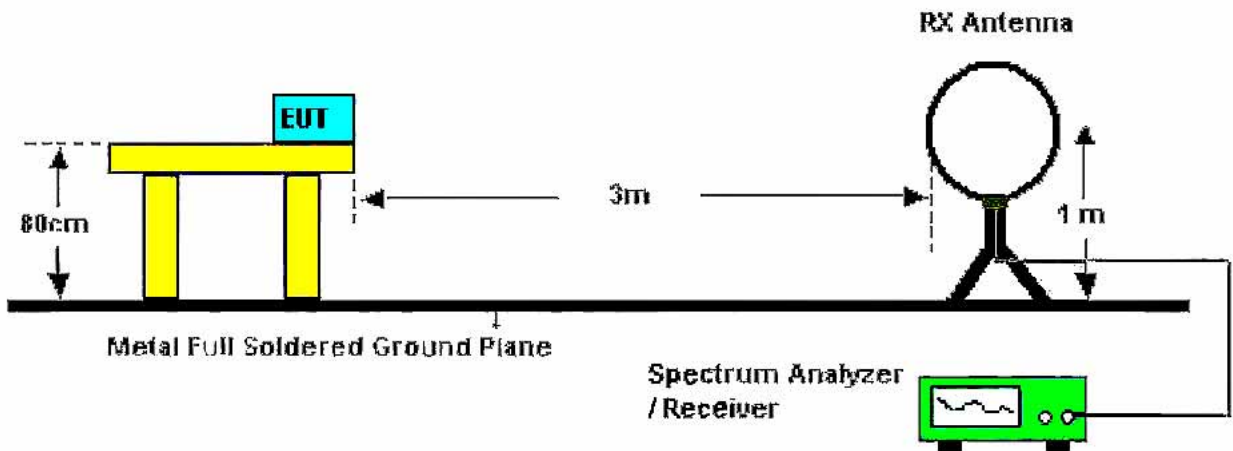 RX Antenna
EUT
80cm
3m
1 m
Metal Full Soldered Ground Plane
Spectrum Analyzer
/ Receiver